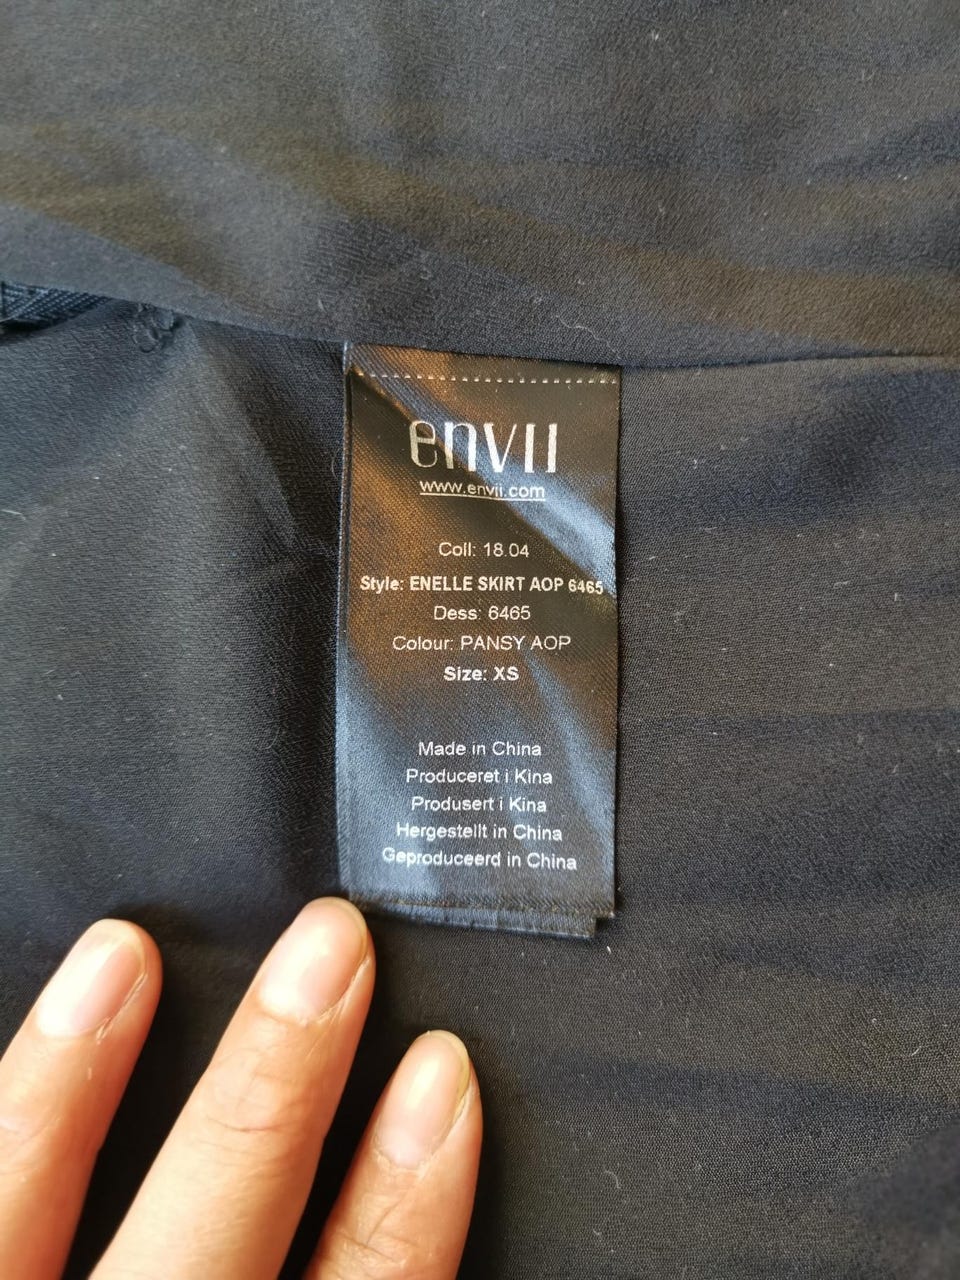 envii
www.envii.com
Coll: 18.04
Style: ENELLE SKIRT AOP 6465
Dess: 6465
Colour: PANSY AOP
Size: XS
Made in China
Produceret i Kina
Produsert i Kina
Hergestellt in China
Geproduceerd in China